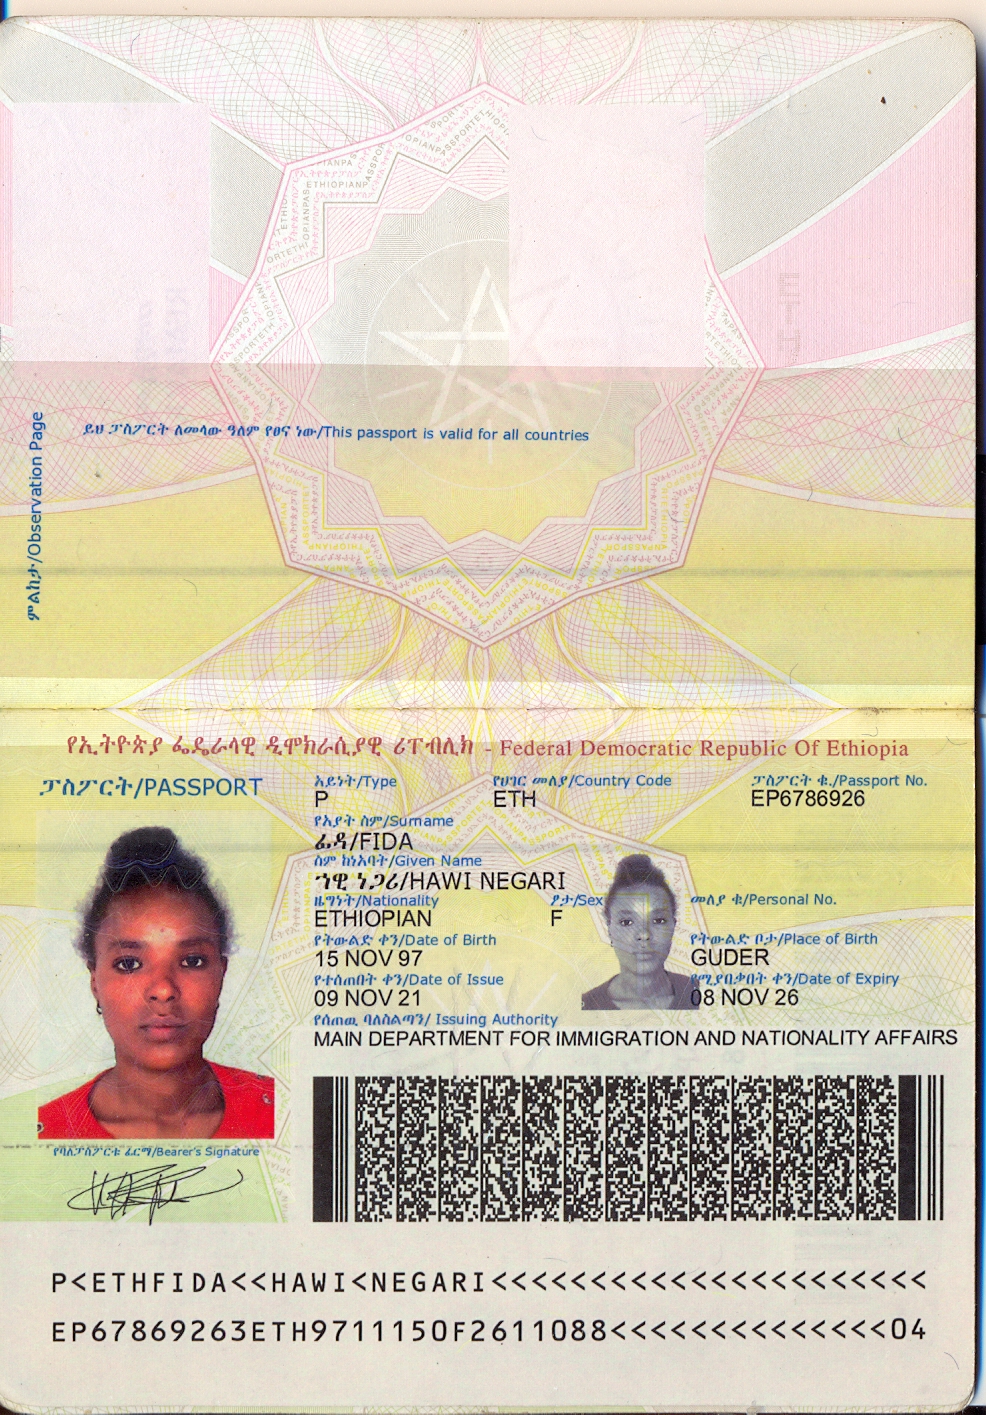 ይህ ፓስፖርት ለመላው ዓለም የፀና ነው/This passport is valid for all countries
ምልከታ/Observation Page
የኢትዮጵያ ፌዴራላዊ ዲሞክራሲያዊ ሪፐብሊክ - Federal Democratic Republic Of Ethiopia
ፓስፖርት/PASSPORT
አይነት/Type
P
የሀገር መለያ/Country Code
ETH
ፓስፖርት ቁ./Passport No.
EP6786926
የአያት ስም/Surname
ፊዳ/FIDA
ስም ከነአባት/Given Name
ኀዊ ነጋሪ/HAWI NEGARI
ዜግነት/Nationality
ETHIOPIAN
ፆታ/Sex
F
መለያ ቁ/Personal No.
የትውልድ ቀን/Date of Birth
15 NOV 97
የትውልድ ቦታ/Place of Birth
GUDER
የተሰጠበት ቀን/Date of Issue
09 NOV 21
የሚያበቃበት ቀን/Date of Expiry
08 NOV 26
የሰጠዉ ባለስልጣን/ Issuing Authority
MAIN DEPARTMENT FOR IMMIGRATION AND NATIONALITY AFFAIRS
የባለፓስፖርቱ ፊርማ/Bearer's Signature
P<ETHFIDA<<HAWI<NEGARI<<<<<<<<<<<<<<<<<<<<<<
EP67869263ETH9711150F2611088<<<<<<<<<<<<<<04